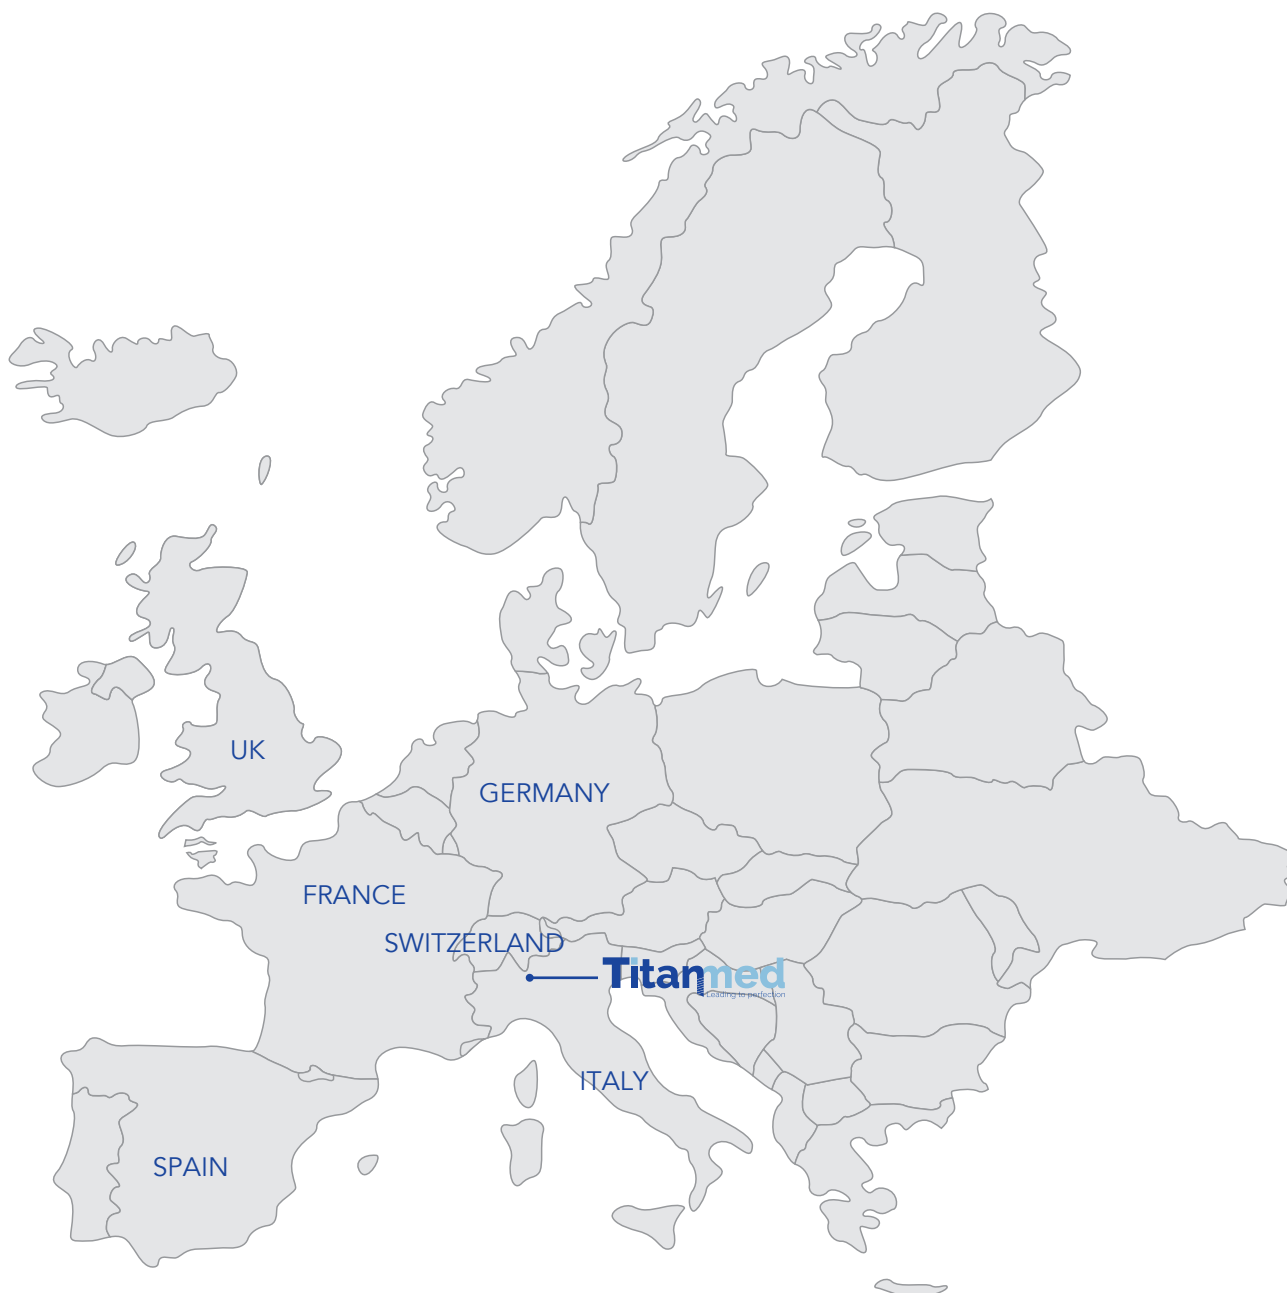 UK
GERMANY
FRANCE
SWITZERLAND
Titanmed
Leading to perfection
ITALY
SPAIN